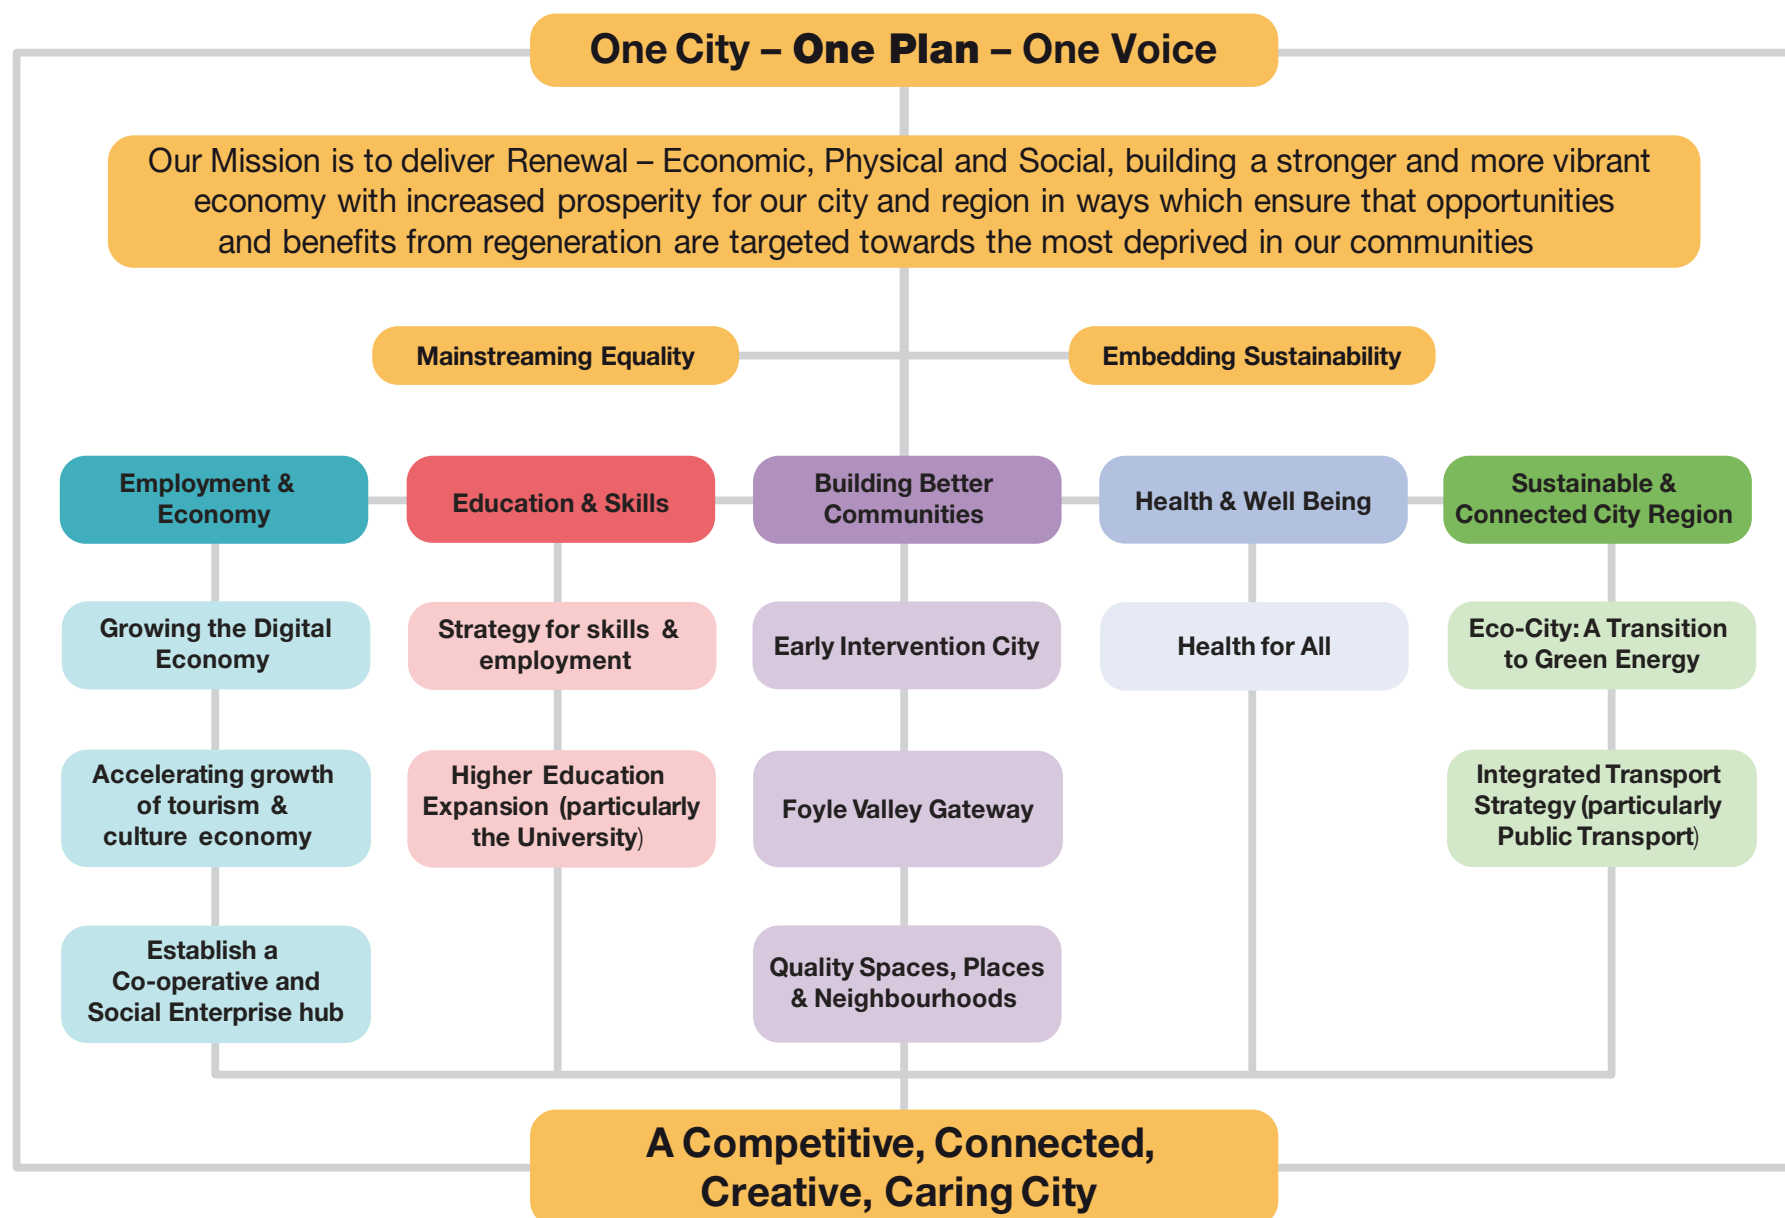 One City – One Plan – One Voice
Our Mission is to deliver Renewal – Economic, Physical and Social, building a stronger and more vibrant
economy with increased prosperity for our city and region in ways which ensure that opportunities
and benefits from regeneration are targeted towards the most deprived in our communities
Mainstreaming Equality
Embedding Sustainability
Employment &
Economy
Education & Skills
Building Better
Communities
Health & Well Being
Sustainable &
Connected City Region
Growing the Digital
Economy
Strategy for skills &
employment
Early Intervention City
Health for All
Eco-City: A Transition
to Green Energy
Accelerating growth
of tourism &
culture economy
Higher Education
Expansion (particularly
the University)
Foyle Valley Gateway
Integrated Transport
Strategy (particularly
Public Transport)
Establish a
Co-operative and
Social Enterprise hub
Quality Spaces, Places
& Neighbourhoods
A Competitive, Connected,
Creative, Caring City